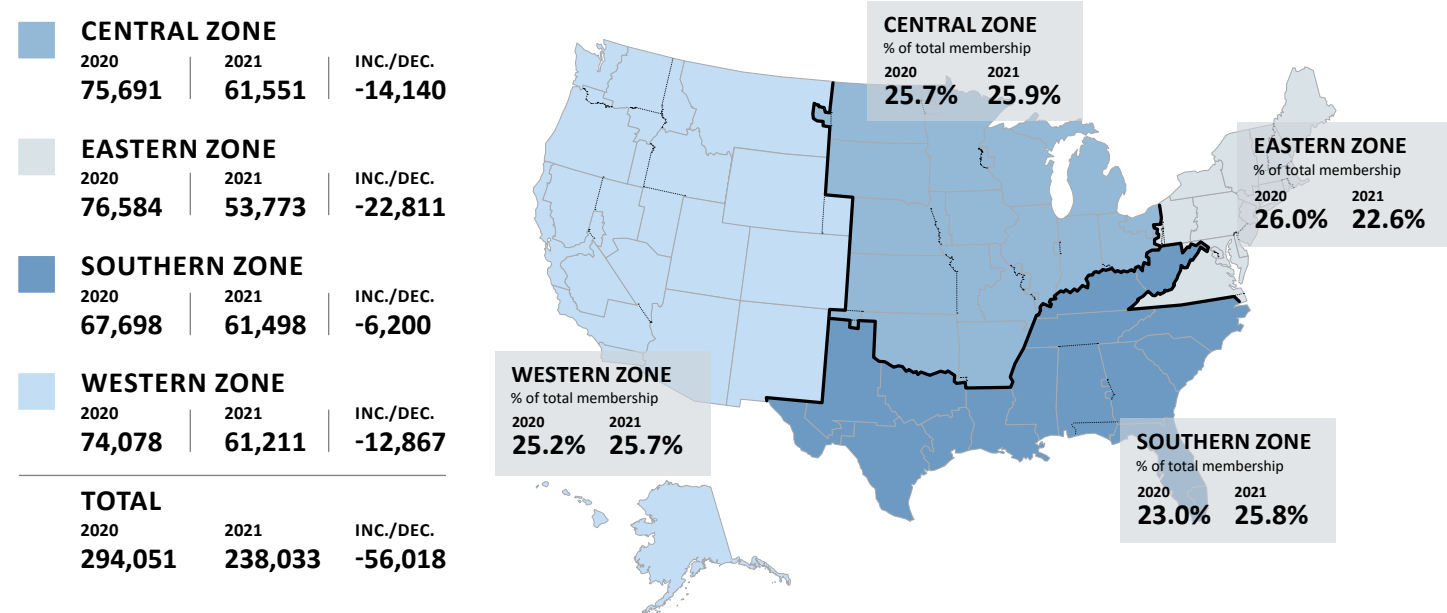 CENTRAL ZONE
2020 2021 INC./DEC.
75,691 61,551 -14,140
EASTERN ZONE
2020 2021 INC./DEC.
76,584 53,773 -22,811
SOUTHERN ZONE
2020 2021 INC./DEC.
67,698 61,498 -6,200
WESTERN ZONE
2020 2021 INC./DEC.
74,078 61,211 -12,867
TOTAL
2020 2021 INC./DEC.
294,051 238,033 -56,018
CENTRAL ZONE
% of total membership
2020 2021
25.7% 25.9%
EASTERN ZONE
% of total membership
2020 2021
26.0% 22.6%
WESTERN ZONE
% of total membership
2020 2021
25.2% 25.7%
SOUTHERN ZONE
% of total membership
2020 2021
23.0% 25.8%